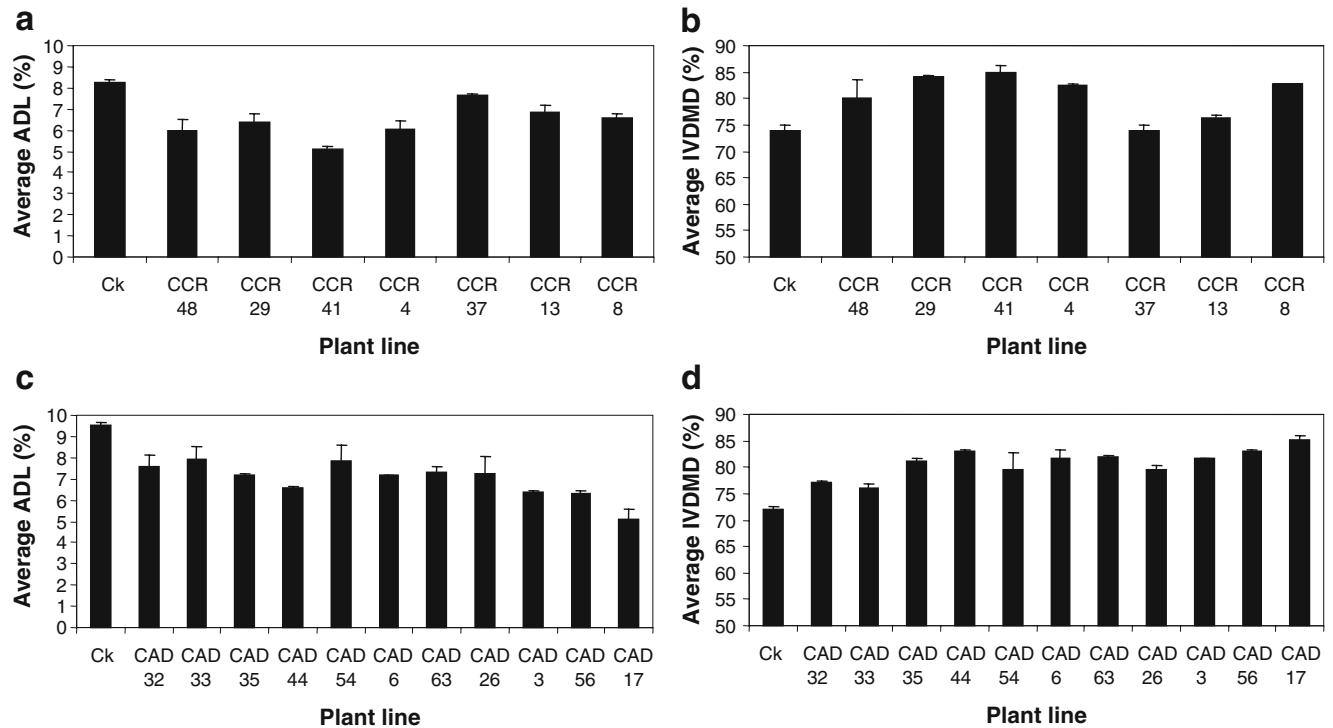 a
Average ADL (%)
10
9
8
7
6
5
4
3
2
1
0
Ck CCR CCR CCR CCR CCR CCR CCR
48 29 41 4 37 13 8
Plant line
b
Average IVDMD (%)
90
85
80
75
70
65
60
55
50
Ck CCR CCR CCR CCR CCR CCR CCR
48 29 41 4 37 13 8
Plant line
c
Average ADL (%)
10
9
8
7
6
5
4
3
2
1
0
Ck CAD CAD CAD CAD CAD CAD CAD CAD CAD CAD CAD
32 33 35 44 54 6 63 26 3 56 17
Plant line
d
Average IVDMD (%)
90
85
80
75
70
65
60
55
50
Ck CAD CAD CAD CAD CAD CAD CAD CAD CAD CAD CAD
32 33 35 44 54 6 63 26 3 56 17
Plant line